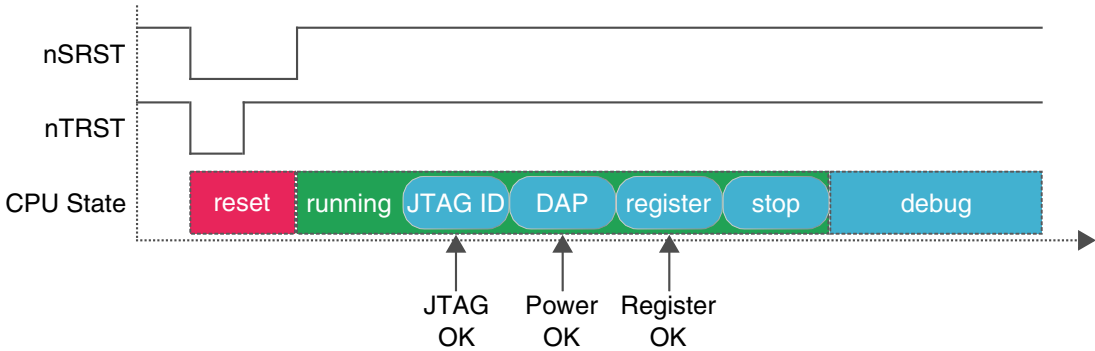 nSRST
nTRST
CPU State
reset
running
JTAG ID
DAP
register
stop
debug
JTAG
OK
Power
OK
Register
OK